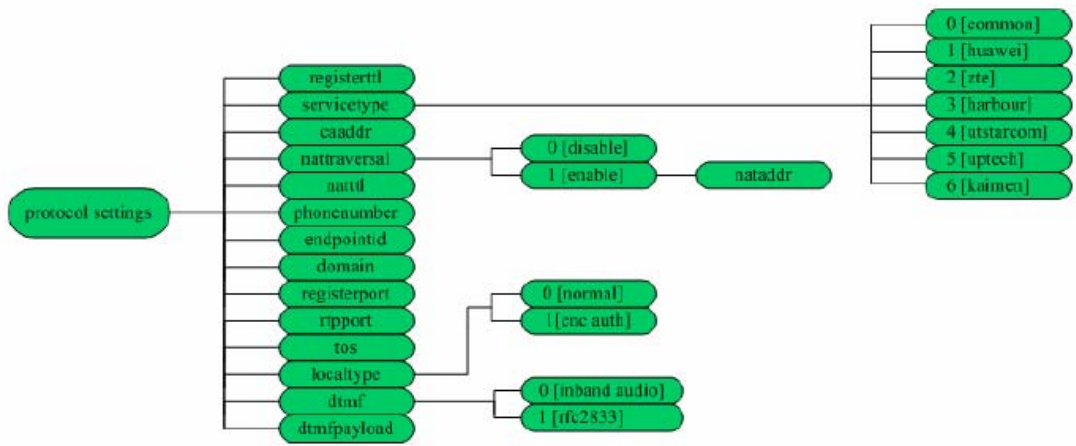 protocol settings
registerttl
servicetype
caaddr
nattraversal
natttl
phonenumber
endpointid
domain
registerport
rtpport
tos
localtype
dtmf
dtmfpayload
0 [common]
1 [huawei]
2 [zte]
3 [harbour]
4 [utstarcom]
5 [uptech]
6 [kaimen]
0 [disable]
1 [enable]
nataddr
0 [normal]
1[cnc auth]
0 [inband audio]
1 [rfc2833]